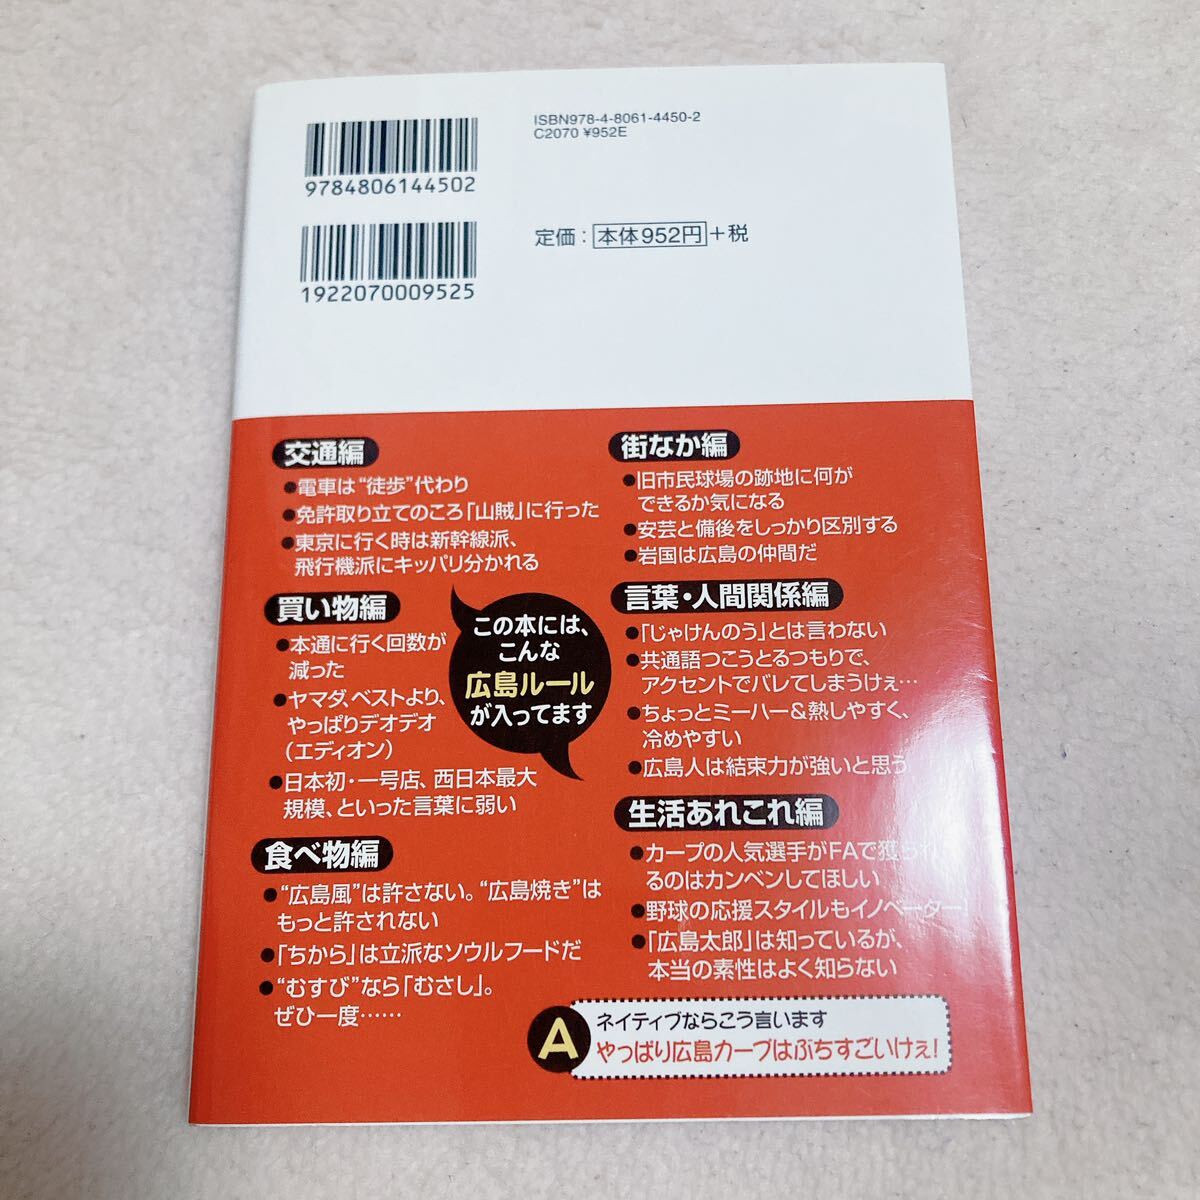 ISBN978-4-8061-4450-2
C2070 ¥952E
9784806144502
定価：本体952円＋税
1922070009525
交通編
●電車は“徒歩”代わり
●免許取り立てのころ「山賊」に行った
●東京に行く時は新幹線派、
飛行機派にキッパリ分かれる
買い物編
●本通に行く回数が
減った
●ヤマダ、ベストより、
やっぱりデオデオ
（エディオン）
●日本初・一号店、西日本最大
規模、といった言葉に弱い
食べ物編
●“広島風”は許さない。“広島焼き”は
もっと許されない
●「ちから」は立派なソウルフードだ
●“むすび”なら「むさし」。
ぜひ一度……
この本には、
こんな
広島ルール
が入ってます
街なか編
●旧市民球場の跡地に何が
できるか気になる
●安芸と備後をしっかり区別する
●岩国は広島の仲間だ
言葉・人間関係編
●「じゃけんのう」とは言わない
●共通語つこうとるつもりで、
アクセントでバレてしまうけぇ…
●ちょっとミーハー＆熱しやすく、
冷めやすい
●広島人は結束力が強いと思う
生活あれこれ編
●カープの人気選手がFAで獲られ
るのはカンベンしてほしい
●野球の応援スタイルもイノベーター！
●「広島太郎」は知っているが、
本当の素性はよく知らない
A
ネイティブならこう言います
やっぱり広島カープはぶちすごいけぇ！